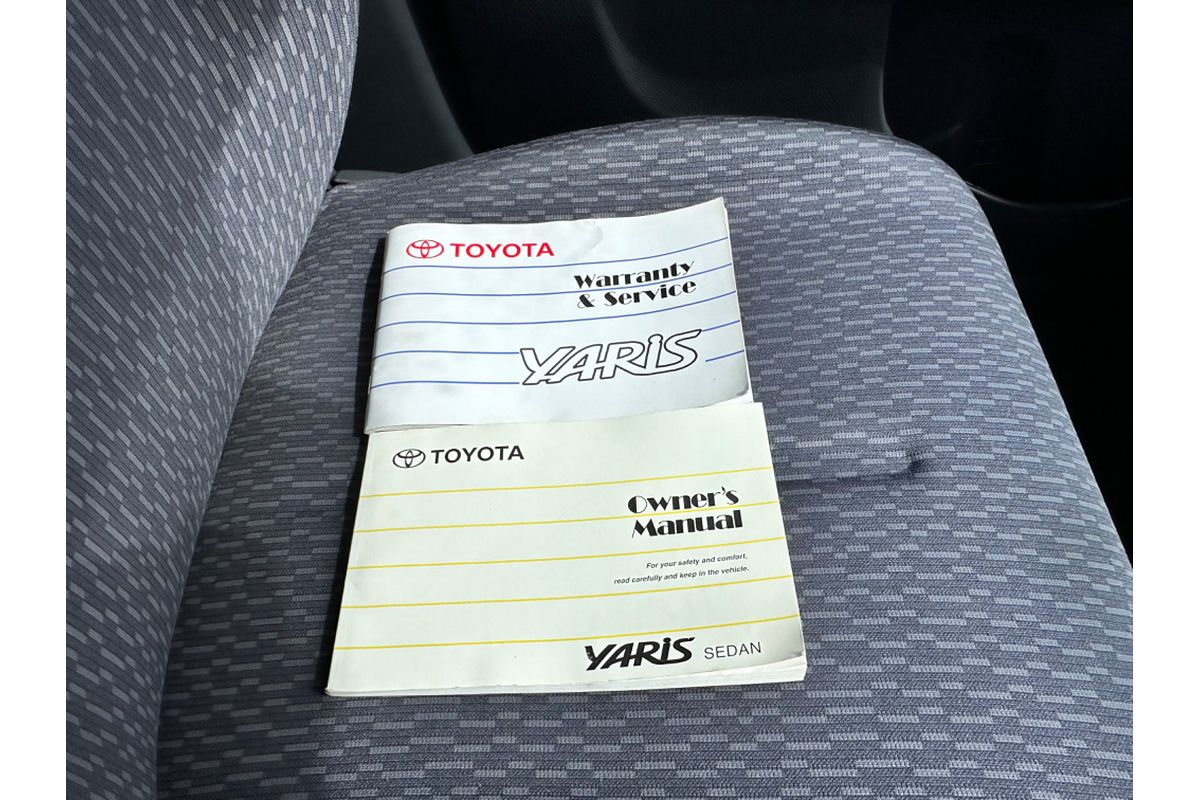 TOYOTA
Warranty
& Service
YARIS
TOYOTA
Owner's
Manual
For your safety and comfort,
read carefully and keep in the vehicle.
YARIS SEDAN